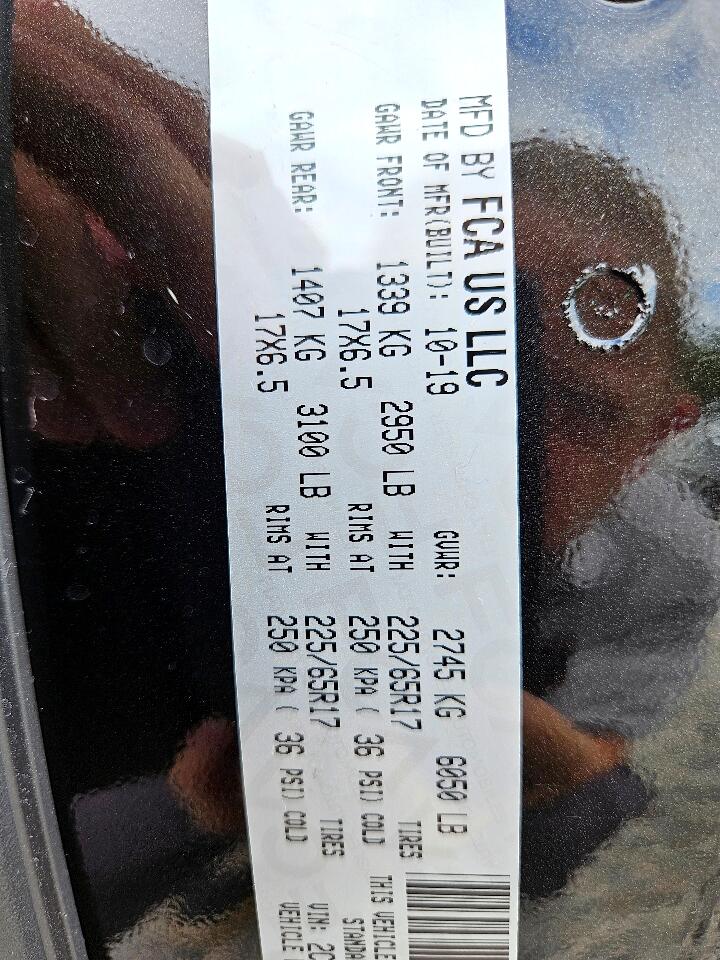 MFD BY FCA US LLC
DATE OF MFR(BUILT): 10-19 GVWR: 2745 KG 6050 LB
GAWR FRONT: 1339 KG 2950 LB WITH 225/65R17 TIRES
17X6.5 RIMS AT 250 KPA ( 36 PSI) COLD
GAWR REAR: 1407 KG 3100 LB WITH 225/65R17 TIRES
17X6.5 RIMS AT 250 KPA ( 36 PSI) COLD
THIS VEHICLE
STANDA
VIN: 2C
VEHICLE